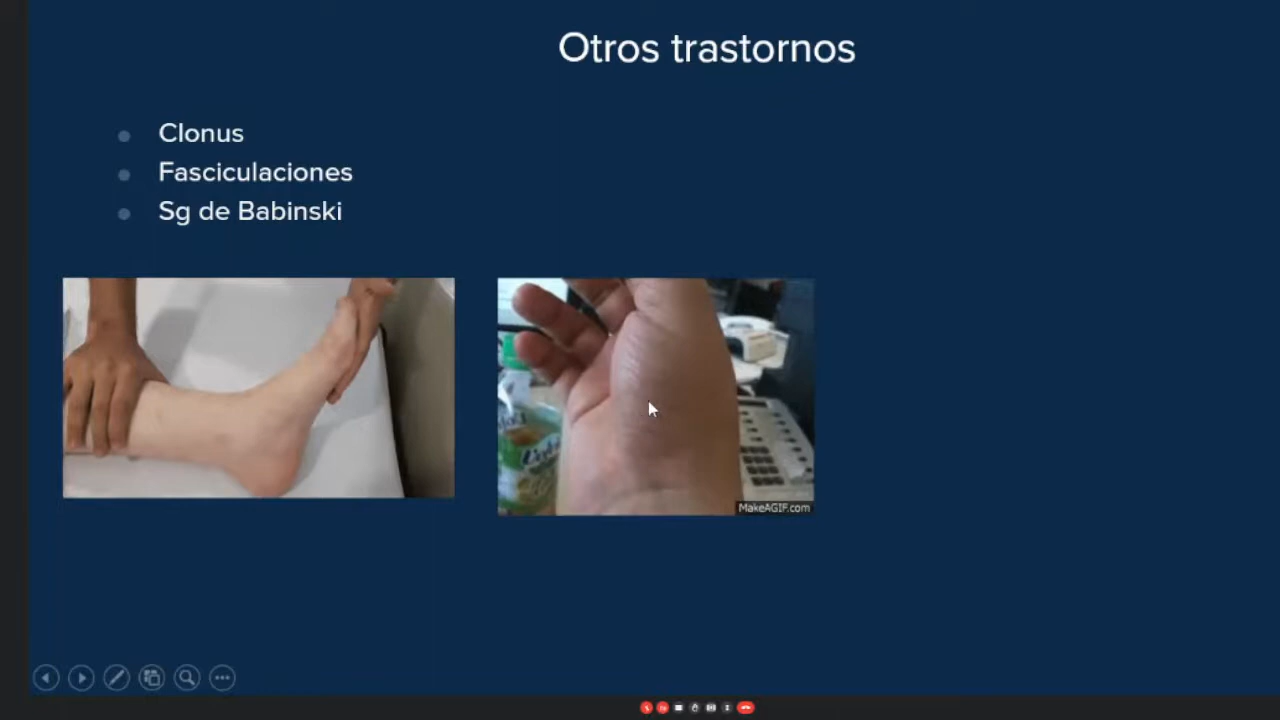 Otros trastornos
Clonus
Fasciculaciones
Sg de Babinski
MakeAGIF.com